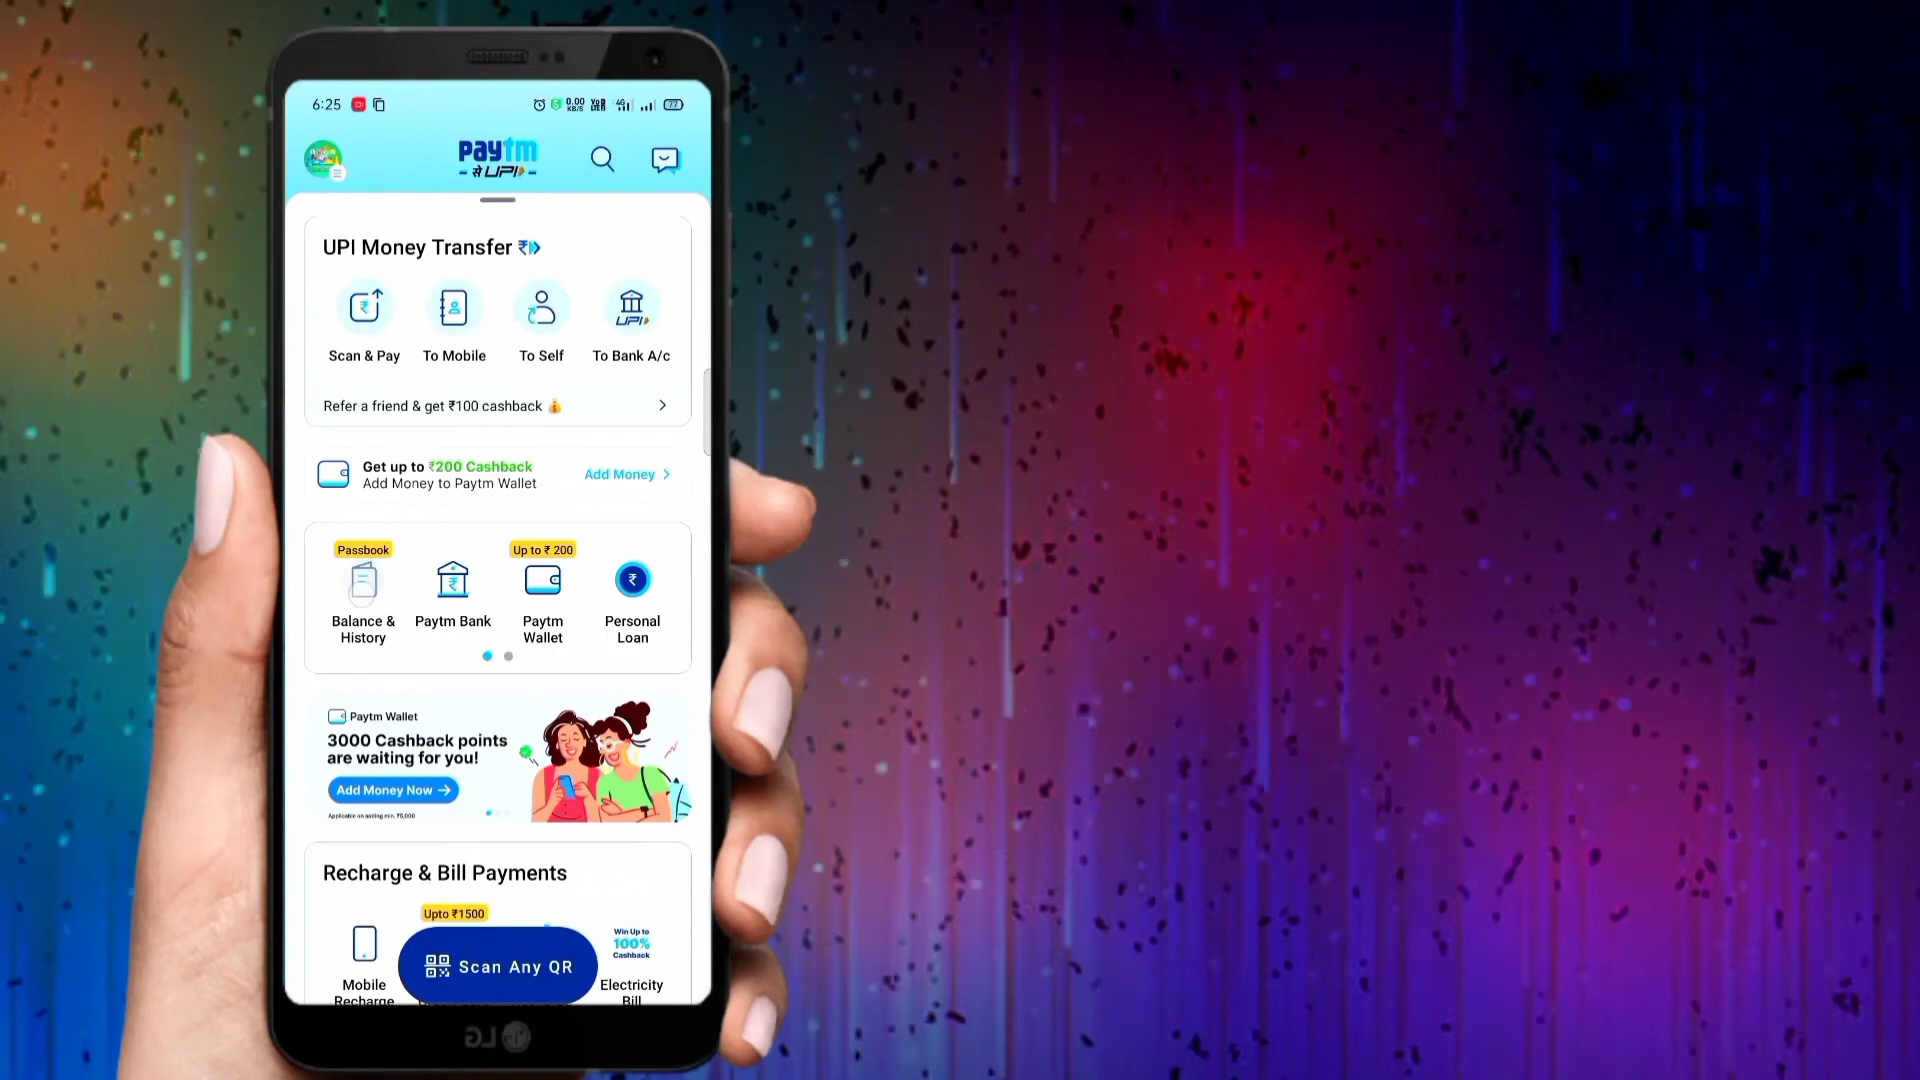 6:25
0.00
KB/S
4G
77
paytm
से UPI
UPI Money Transfer
Scan & Pay
To Mobile
To Self
UPI
To Bank A/c
Refer a friend & get ₹100 cashback
Get up to ₹200 Cashback
Add Money to Paytm Wallet
Add Money
Passbook
Up to ₹ 200
Balance & History
Paytm Bank
Paytm Wallet
Personal Loan
Paytm Wallet
3000 Cashback points
are waiting for you!
Add Money Now
Applicable on adding min. ₹5,000
Recharge & Bill Payments
Upto ₹1500
Win Up to
100%
Cashback
Scan Any QR
Mobile Recharge
Electricity Bill
LG